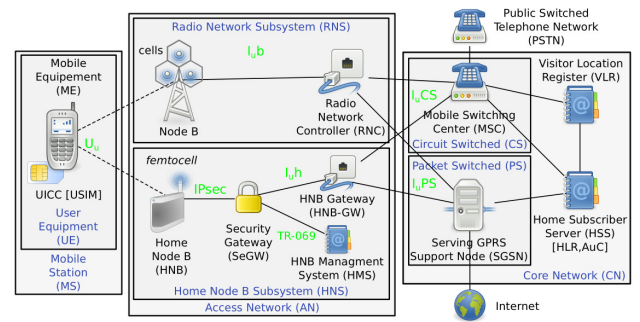 Public Switched
Telephone Network
(PSTN)
Radio Network Subsystem (RNS)
cells
IuB
Node B
Radio
Network
Controller (RNC)
Mobile
Equipement
(ME)
Uu
UICC [USIM]
User
Equipment
(UE)
Mobile
Station
(MS)
femtocell
IPsec
Home
Node B
(HNB)
Security
Gateway
(SeGW)
Iuh
HNB Gateway
(HNB-GW)
TR-069
HNB Managment
System (HMS)
Home Node B Subsystem (HNS)
Access Network (AN)
IuCS
Mobile Switching
Center (MSC)
Circuit Switched (CS)
Packet Switched (PS)
IuPS
Serving GPRS
Support Node (SGSN)
Visitor Location
Register (VLR)
Home Subscriber
Server (HSS)
[HLR,AuC]
Core Network (CN)
Internet